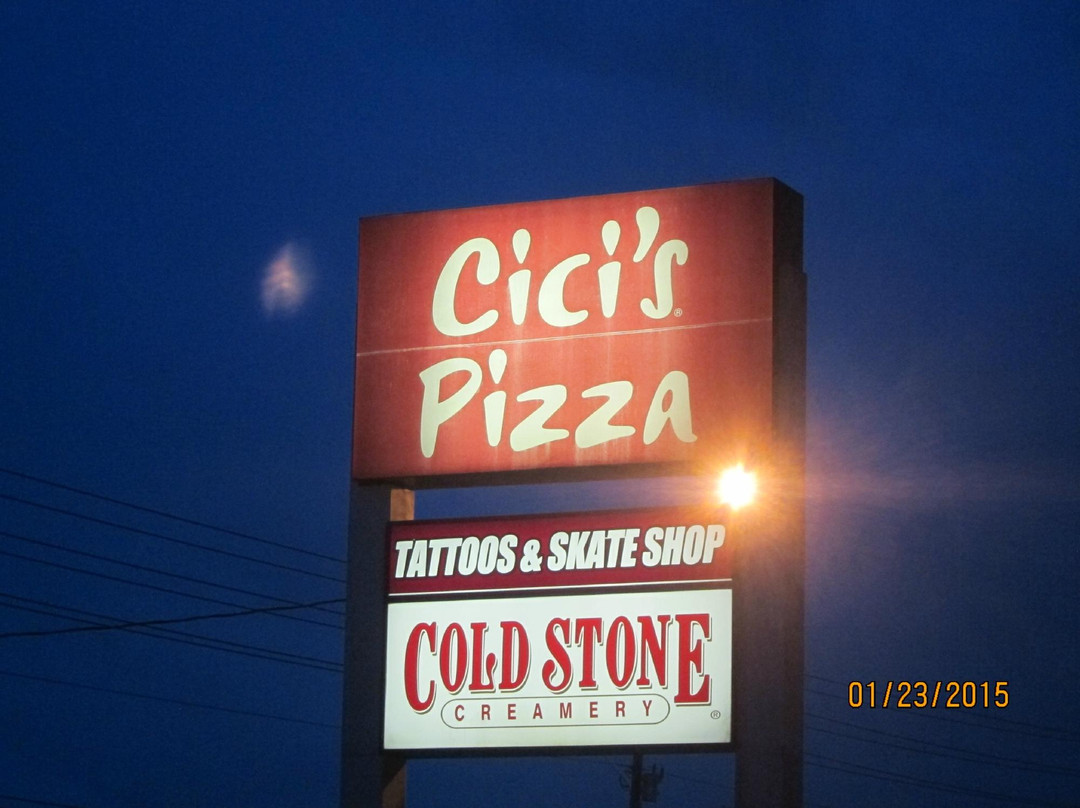 Cici's®
Pizza
TATTOOS & SKATE SHOP
COLD STONE
CREAMERY ®
01/23/2015